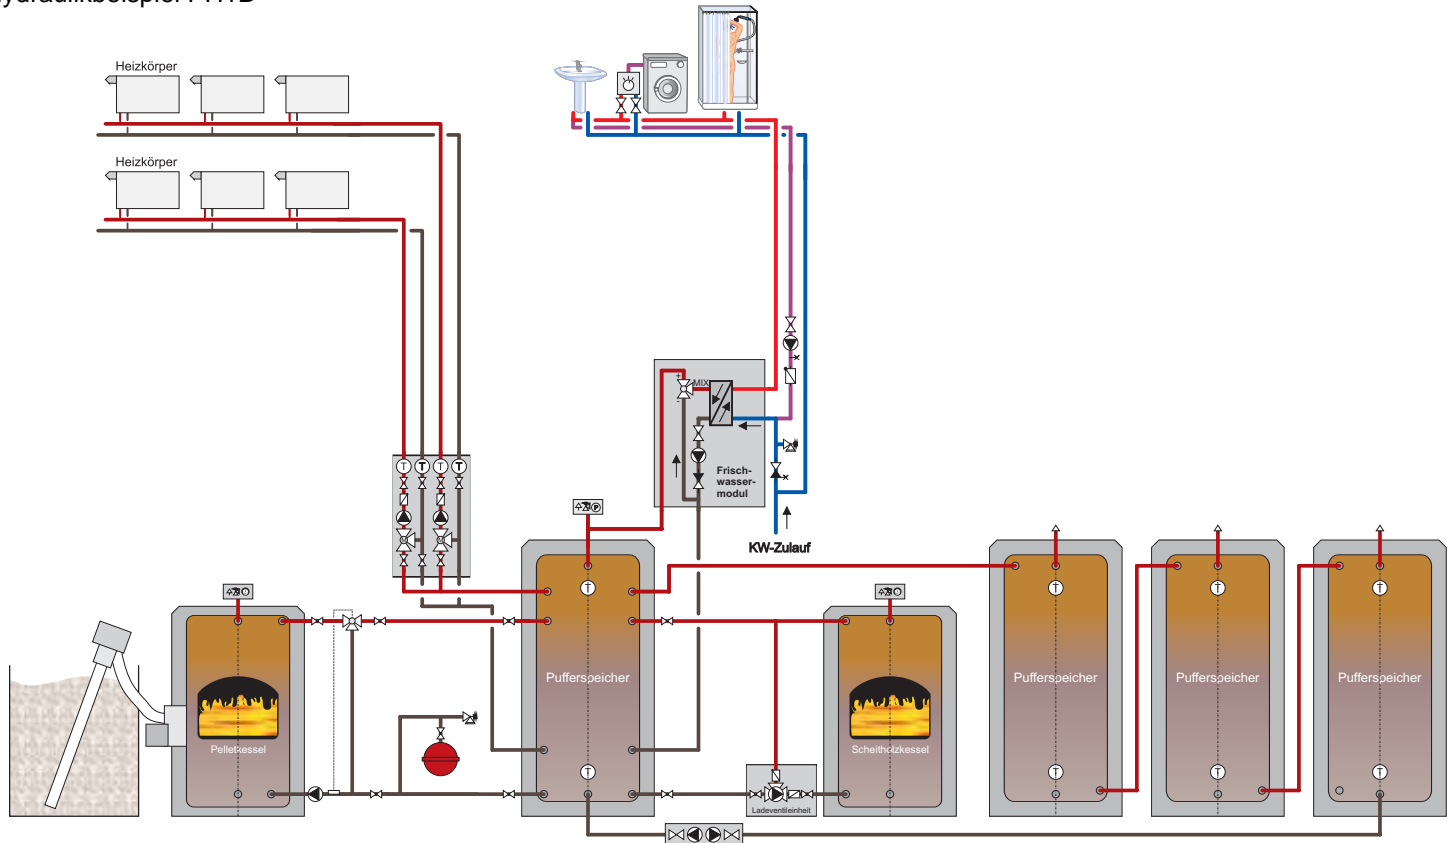 Heizkörper
Heizkörper
MIX
+
-
Frisch-
wasser-
modul
KW-Zulauf
T T T T
P
T
T
T
T
Pufferspeicher
Pufferspeicher
Pufferspeicher
Pufferspeicher
Pelletkessel
Scheitholzkessel
T
T
T
T
Ladeventileinheit